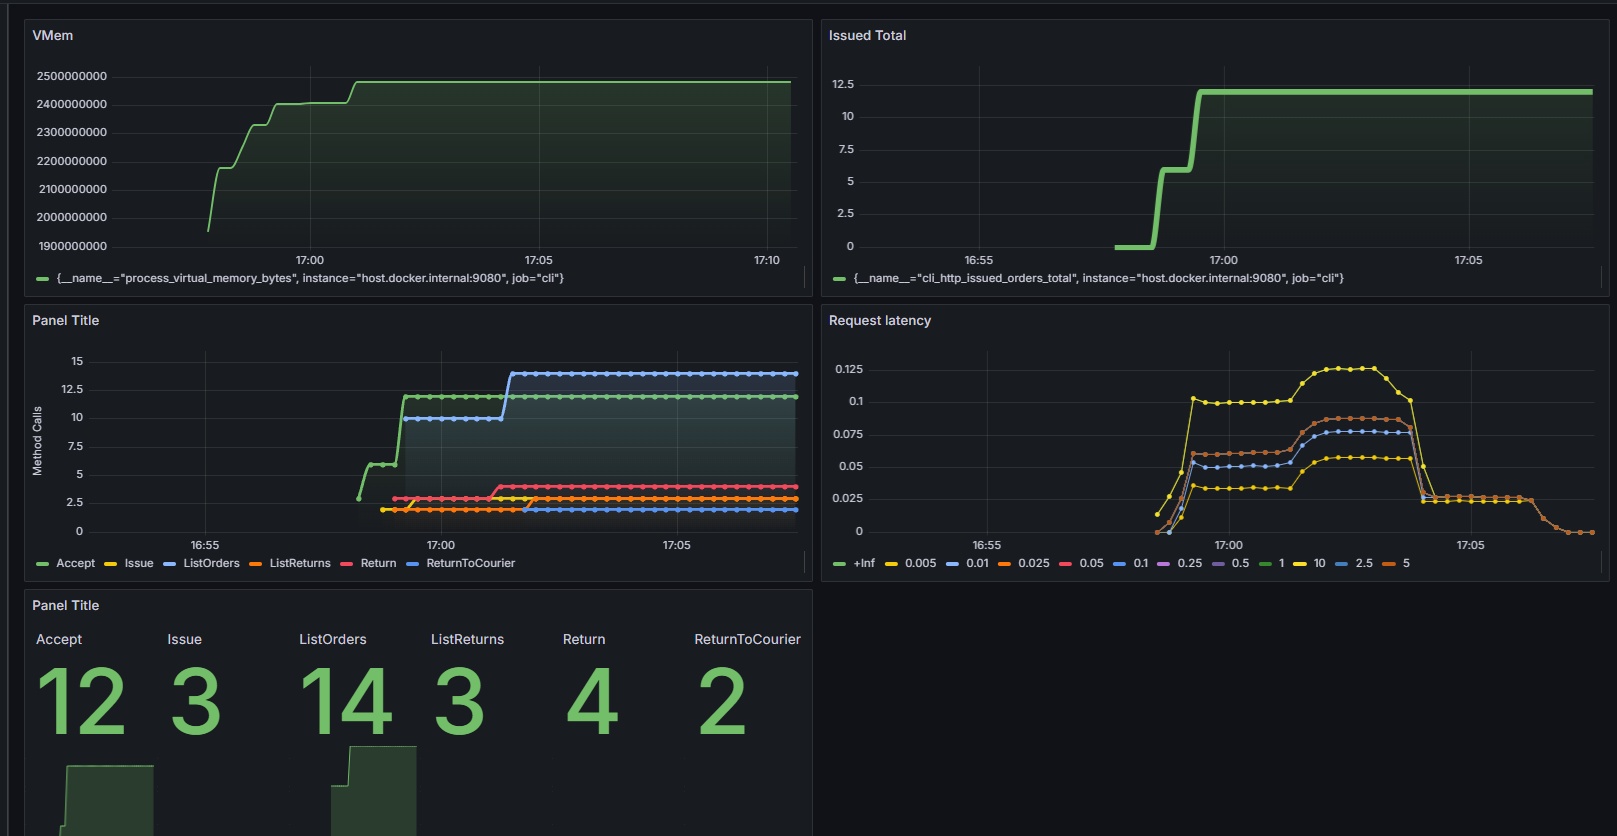 VMem
2500000000
2400000000
2300000000
2200000000
2100000000
2000000000
1900000000
17:00 17:05 17:10
{__name__="process_virtual_memory_bytes", instance="host.docker.internal:9080", job="cli"}
Issued Total
12.5
10
7.5
5
2.5
0
16:55 17:00 17:05
{__name__="cli_http_issued_orders_total", instance="host.docker.internal:9080", job="cli"}
Panel Title
Method Calls
15
12.5
10
7.5
5
2.5
0
16:55 17:00 17:05
Accept Issue ListOrders ListReturns Return ReturnToCourier
Request latency
0.125
0.1
0.075
0.05
0.025
0
16:55 17:00 17:05
+Inf 0.005 0.01 0.025 0.05 0.1 0.25 0.5 1 10 2.5 5
Panel Title
Accept Issue ListOrders ListReturns Return ReturnToCourier
12 3 14 3 4 2